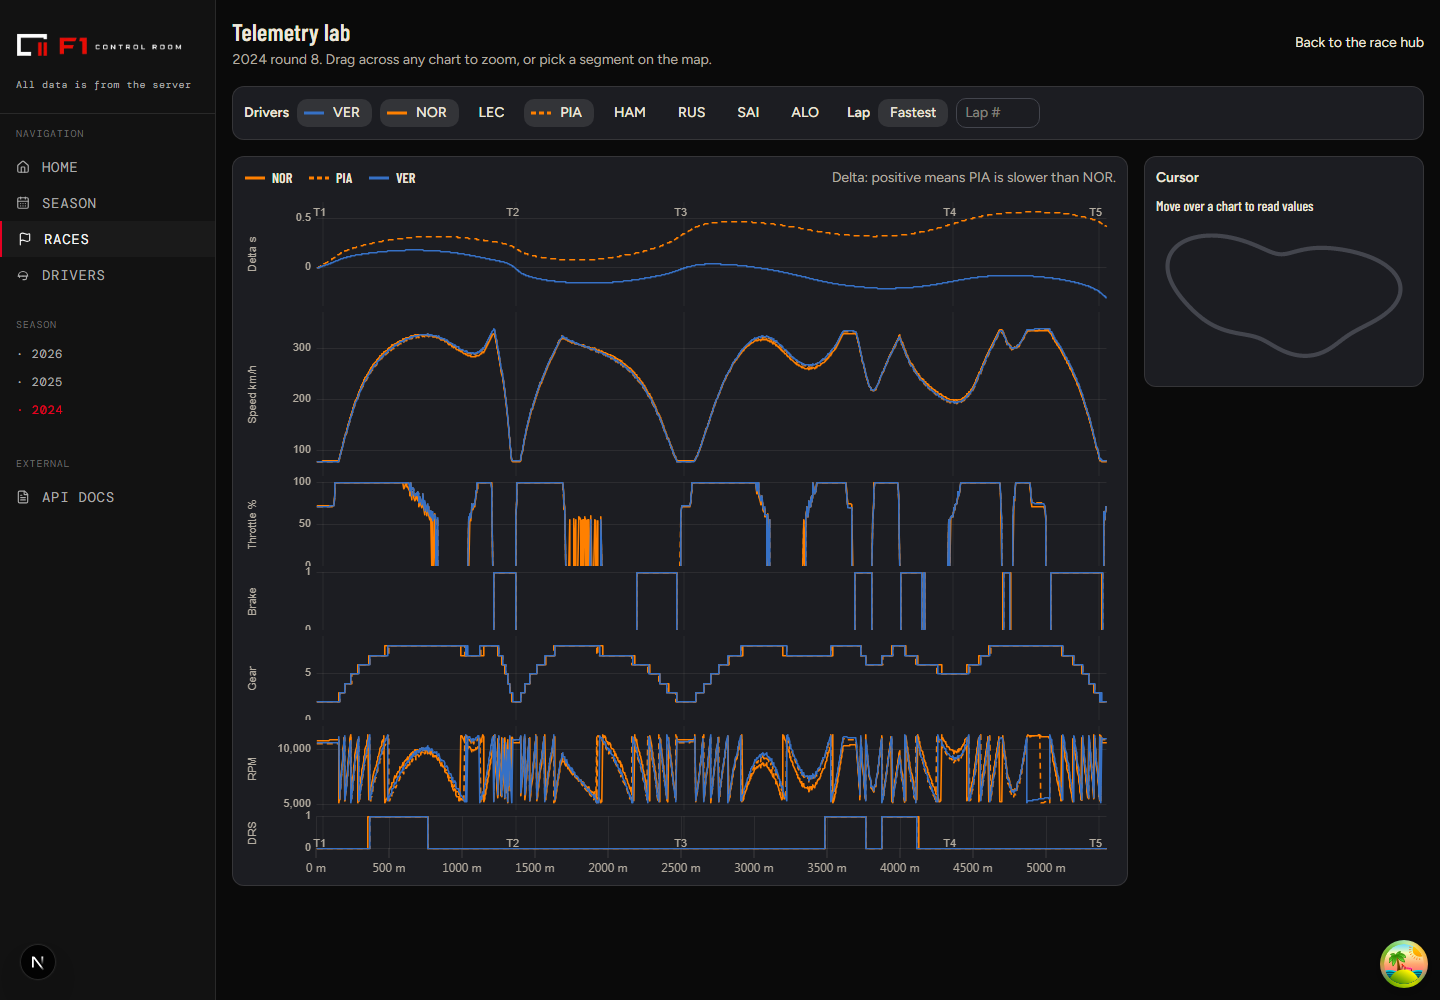 F1 CONTROL ROOM
All data is from the server
NAVIGATION
HOME
SEASON
RACES
DRIVERS
SEASON
· 2026
· 2025
· 2024
EXTERNAL
API DOCS
N
Telemetry lab
2024 round 8. Drag across any chart to zoom, or pick a segment on the map.
Back to the race hub
Drivers VER NOR LEC PIA HAM RUS SAI ALO Lap Fastest Lap #
NOR PIA VER
Delta: positive means PIA is slower than NOR.
T1 T2 T3 T4 T5
Delta s
0.5
0
Speed km/h
300
200
100
Throttle %
100
50
0
Brake
1
0
Gear
5
0
RPM
10,000
5,000
DRS
1
0
T1 T2 T3 T4 T5
0 m 500 m 1000 m 1500 m 2000 m 2500 m 3000 m 3500 m 4000 m 4500 m 5000 m
Cursor
Move over a chart to read values